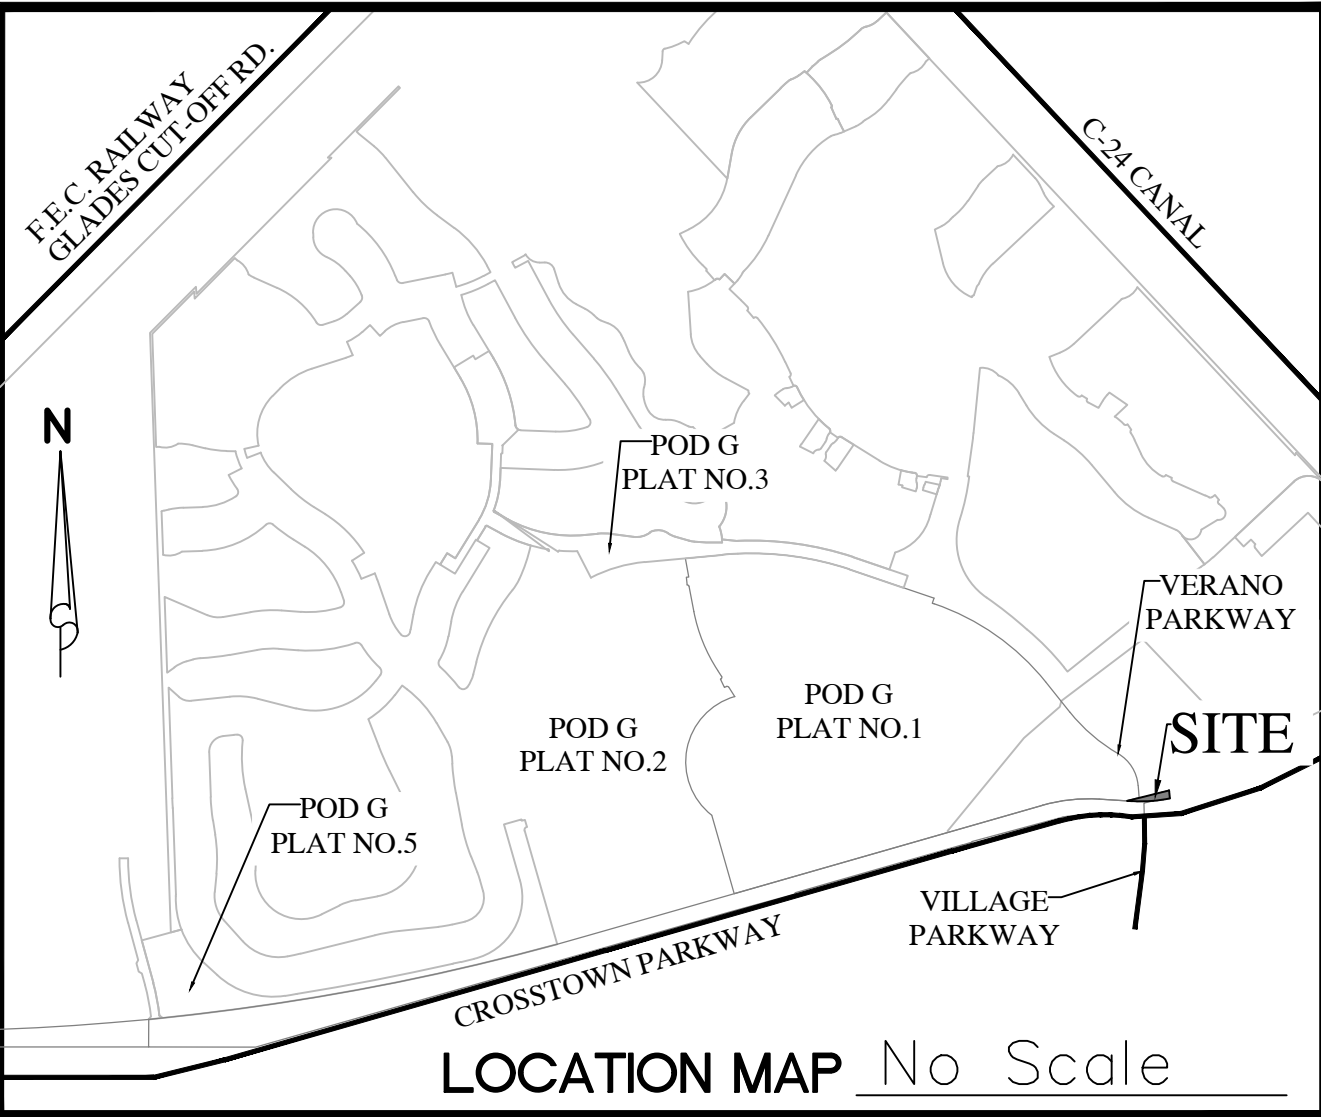 F.E.C. RAILWAY
GLADES CUT-OFF RD.
C-24 CANAL
N
POD G
PLAT NO.3
VERANO
PARKWAY
POD G
PLAT NO.1
SITE
POD G
PLAT NO.2
POD G
PLAT NO.5
VILLAGE
PARKWAY
CROSSTOWN PARKWAY
LOCATION MAP No Scale